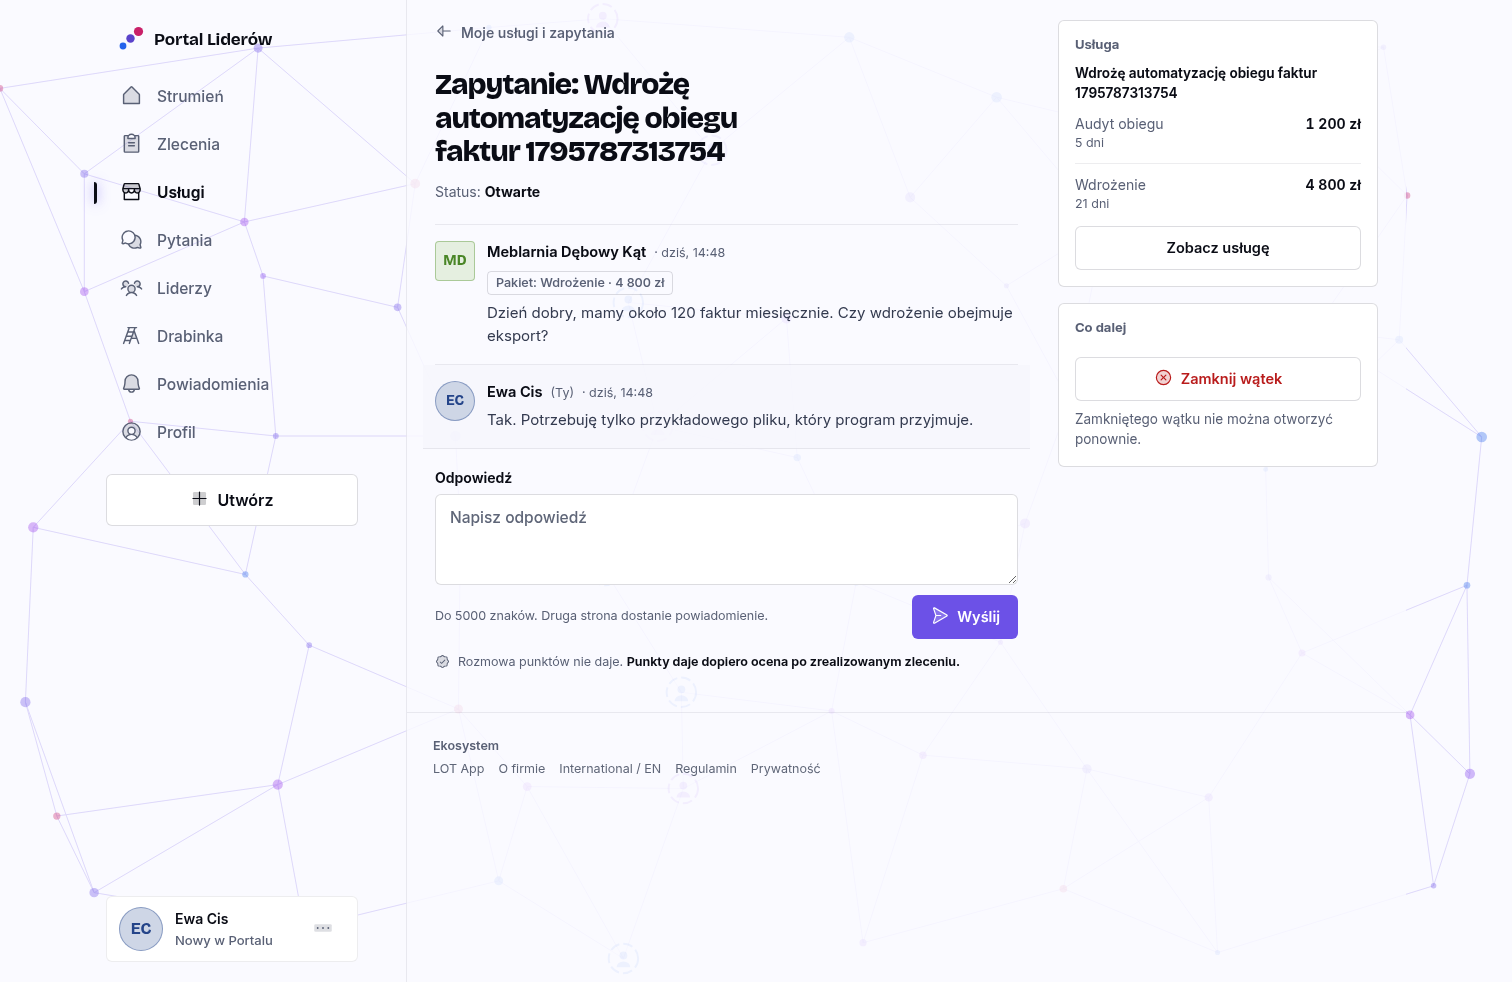 Portal Liderów
Strumień
Zlecenia
Usługi
Pytania
Liderzy
Drabinka
Powiadomienia
Profil
Utwórz
EC
Ewa Cis
Nowy w Portalu
Moje usługi i zapytania
Zapytanie: Wdrożę
automatyzację obiegu
faktur 1795787313754
Status: Otwarte
MD
Meblarnia Dębowy Kąt · dziś, 14:48
Pakiet: Wdrożenie · 4 800 zł
Dzień dobry, mamy około 120 faktur miesięcznie. Czy wdrożenie obejmuje
eksport?
EC
Ewa Cis (Ty) · dziś, 14:48
Tak. Potrzebuję tylko przykładowego pliku, który program przyjmuje.
Odpowiedź
Napisz odpowiedź
Do 5000 znaków. Druga strona dostanie powiadomienie.
Wyślij
Rozmowa punktów nie daje. Punkty daje dopiero ocena po zrealizowanym zleceniu.
Usługa
Wdrożę automatyzację obiegu faktur
1795787313754
Audyt obiegu 1 200 zł
5 dni
Wdrożenie 4 800 zł
21 dni
Zobacz usługę
Co dalej
Zamknij wątek
Zamkniętego wątku nie można otworzyć
ponownie.
Ekosystem
LOT App O firmie International / EN Regulamin Prywatność